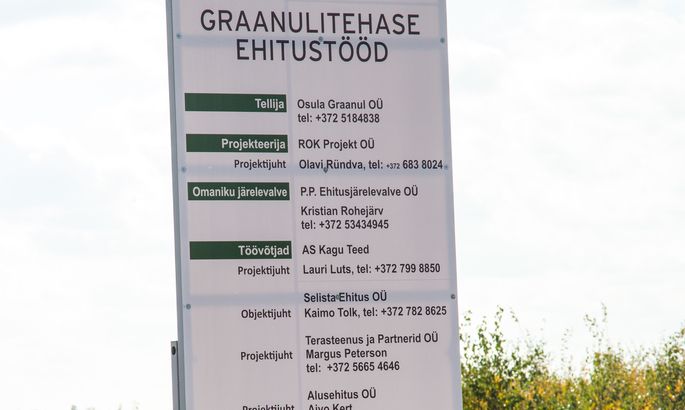 GRAANULITEHASE
EHITUSTÖÖD
Tellija Osula Graanul OÜ
tel: +372 5184838
Projekteerija ROK Projekt OÜ
Projektijuht Olavi Ründva, tel: +372 683 8024
Omaniku järelevalve P.P. Ehitusjärelevalve OÜ
Kristian Rohejärv
tel: +372 53434945
Töövõtjad AS Kagu Teed
Projektijuht Lauri Luts, tel: +372 799 8850
Selista Ehitus OÜ
Objektijuht Kaimo Tolk, tel: +372 782 8625
Terasteenus ja Partnerid OÜ
Projektijuht Margus Peterson
tel: +372 5665 4646
Alusehitus OÜ
Projektijuht Aivo Kert